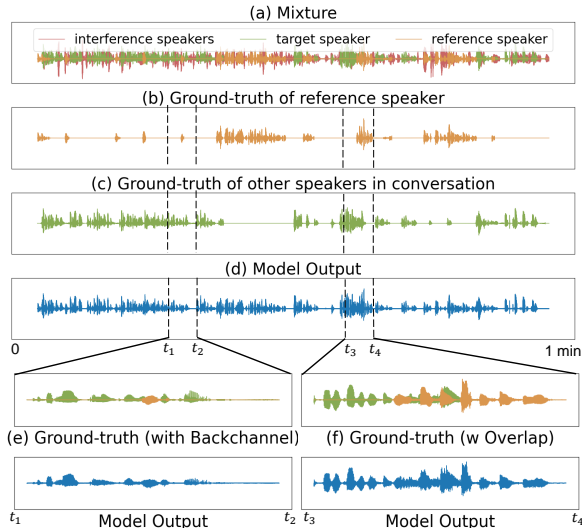 (a) Mixture
interference speakers target speaker reference speaker
(b) Ground-truth of reference speaker
(c) Ground-truth of other speakers in conversation
(d) Model Output
0 t₁ t₂ t₃ t₄ 1 min
(e) Ground-truth (with Backchannel) (f) Ground-truth (w Overlap)
t₁ Model Output t₂ t₃ Model Output t₄